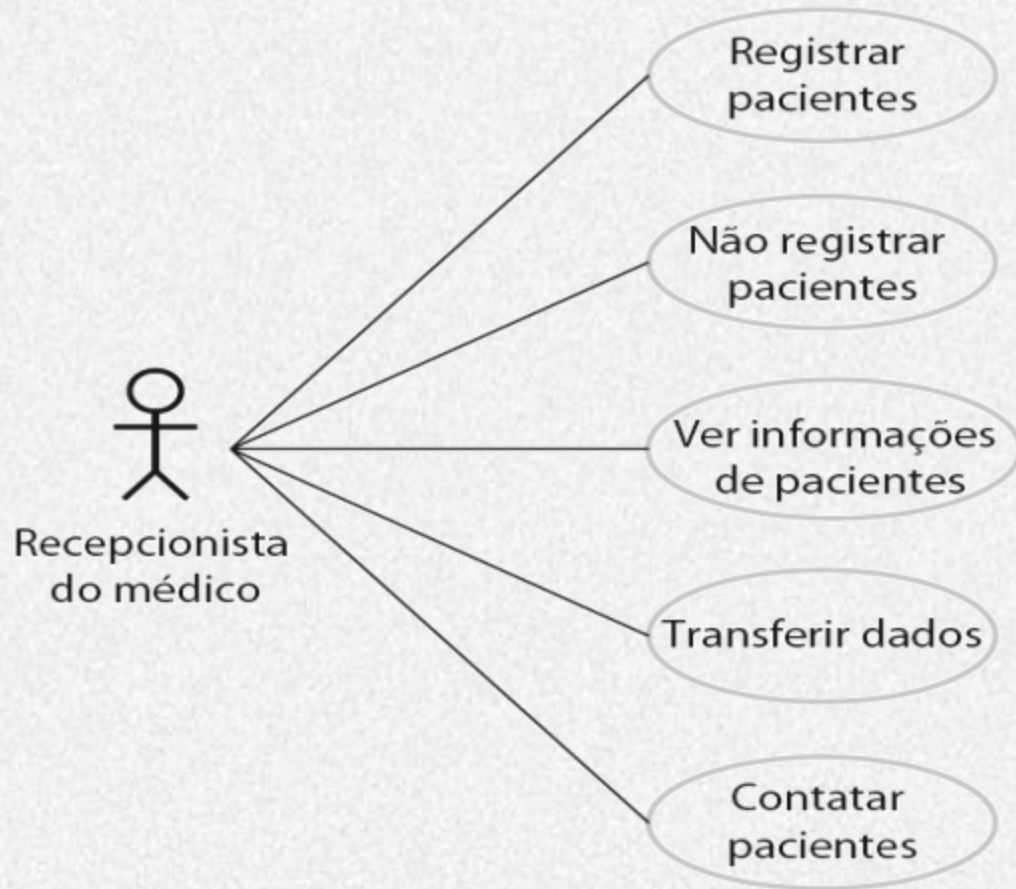 Registrar
pacientes
Não registrar
pacientes
Ver informações
de pacientes
Recepcionista
do médico
Transferir dados
Contatar
pacientes